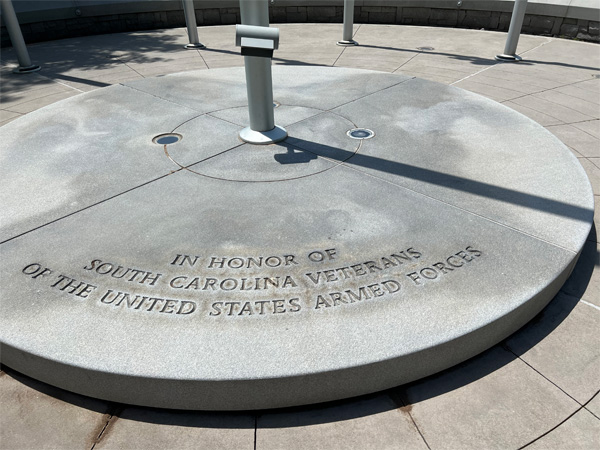 IN HONOR OF
SOUTH CAROLINA VETERANS
OF THE UNITED STATES ARMED FORCES